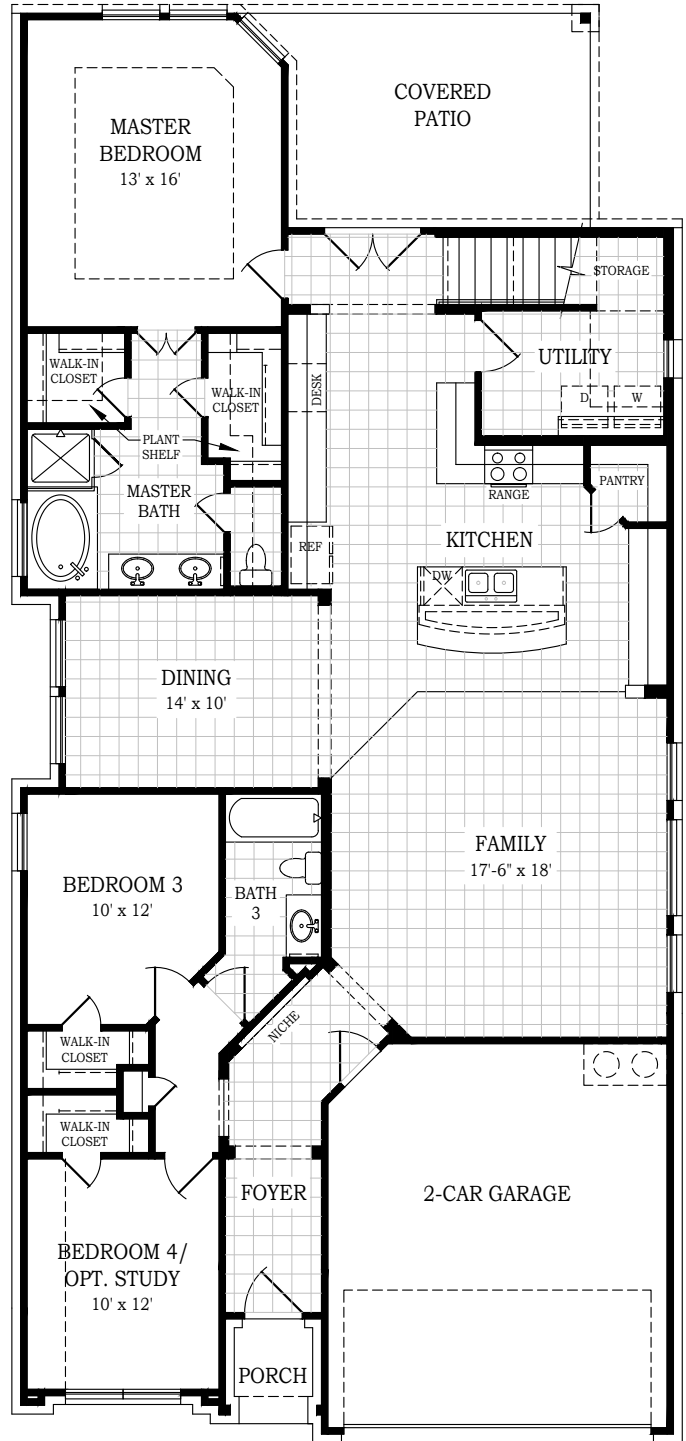 COVERED
PATIO
MASTER
BEDROOM
13' x 16'
STORAGE
WALK-IN
CLOSET
WALK-IN
CLOSET
DESK
UTILITY
D
W
PLANT
SHELF
MASTER
BATH
RANGE
PANTRY
KITCHEN
REF
DW
DINING
14' x 10'
FAMILY
17'-6" x 18'
BEDROOM 3
10' x 12'
BATH
3
NICHE
WALK-IN
CLOSET
WALK-IN
CLOSET
FOYER
2-CAR GARAGE
BEDROOM 4/
OPT. STUDY
10' x 12'
PORCH